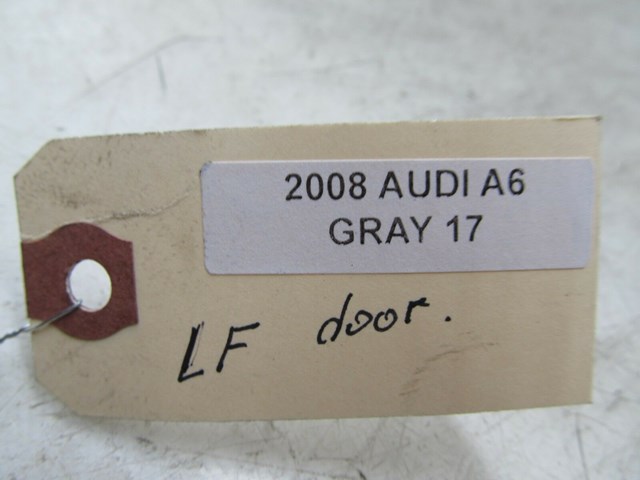 2008 AUDI A6
GRAY 17
LF door.